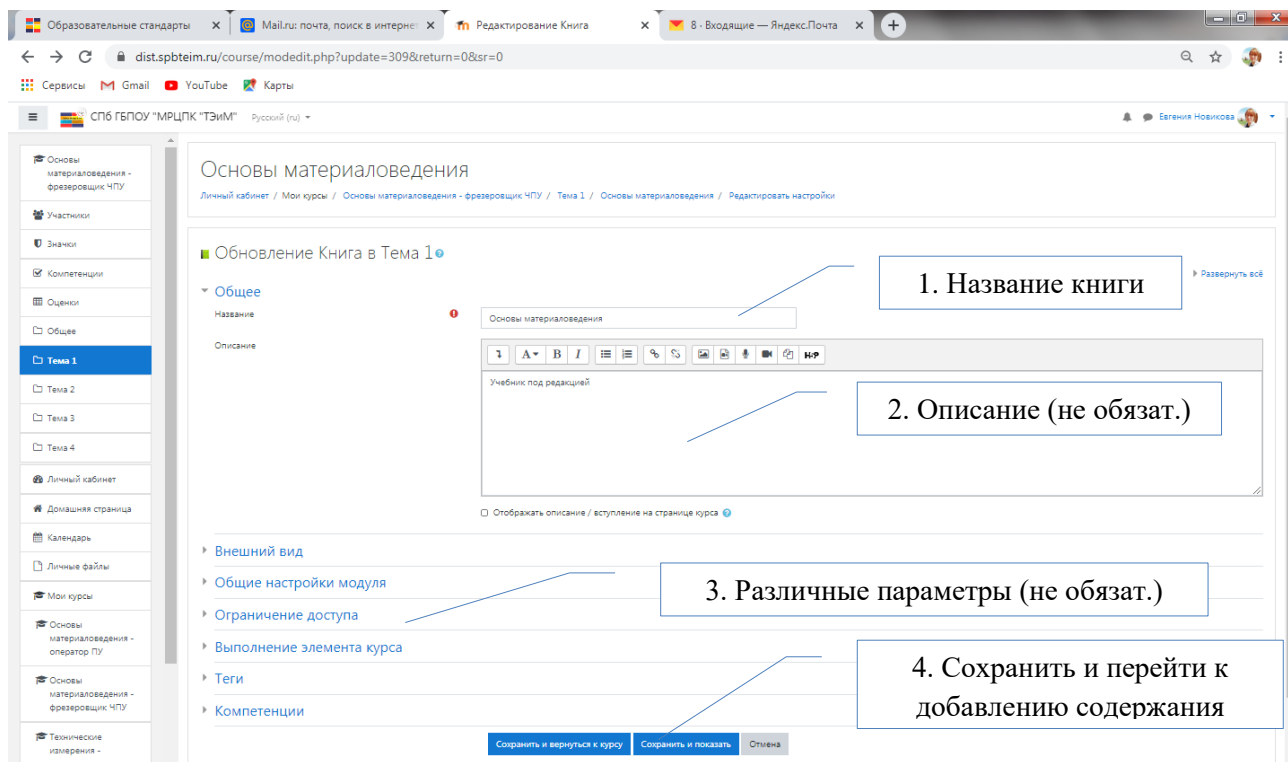 Образовательные стандарты
Mail.ru: почта, поиск в интернет
Редактирование Книга
8 · Входящие — Яндекс.Почта
dist.spbteim.ru/course/modedit.php?update=309&return=0&sr=0
Сервисы Gmail YouTube Карты
СПб ГБПОУ "МРЦПК "ТЭиМ" Русский (ru)
Евгения Новикова
Основы
материаловедения -
фрезеровщик ЧПУ
Участники
Значки
Компетенции
Оценки
Общее
Тема 1
Тема 2
Тема 3
Тема 4
Личный кабинет
Домашняя страница
Календарь
Личные файлы
Мои курсы
Основы
материаловедения -
оператор ПУ
Основы
материаловедения -
фрезеровщик ЧПУ
Технические
измерения -
Основы материаловедения
Личный кабинет / Мои курсы / Основы материаловедения - фрезеровщик ЧПУ / Тема 1 / Основы материаловедения / Редактировать настройки
Обновление Книга в Тема 1
Развернуть всё
Общее
1. Название книги
Название
Основы материаловедения
Описание
A B I H-P
Учебник под редакцией
2. Описание (не обязат.)
Отображать описание / вступление на странице курса
Внешний вид
Общие настройки модуля
3. Различные параметры (не обязат.)
Ограничение доступа
Выполнение элемента курса
Теги
Компетенции
4. Сохранить и перейти к
добавлению содержания
Сохранить и вернуться к курсу Сохранить и показать Отмена